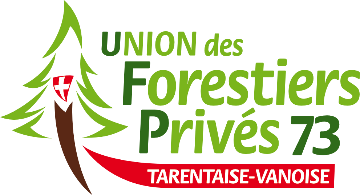 UNION des
Forestiers
Privés 73
TARENTAISE-VANOISE